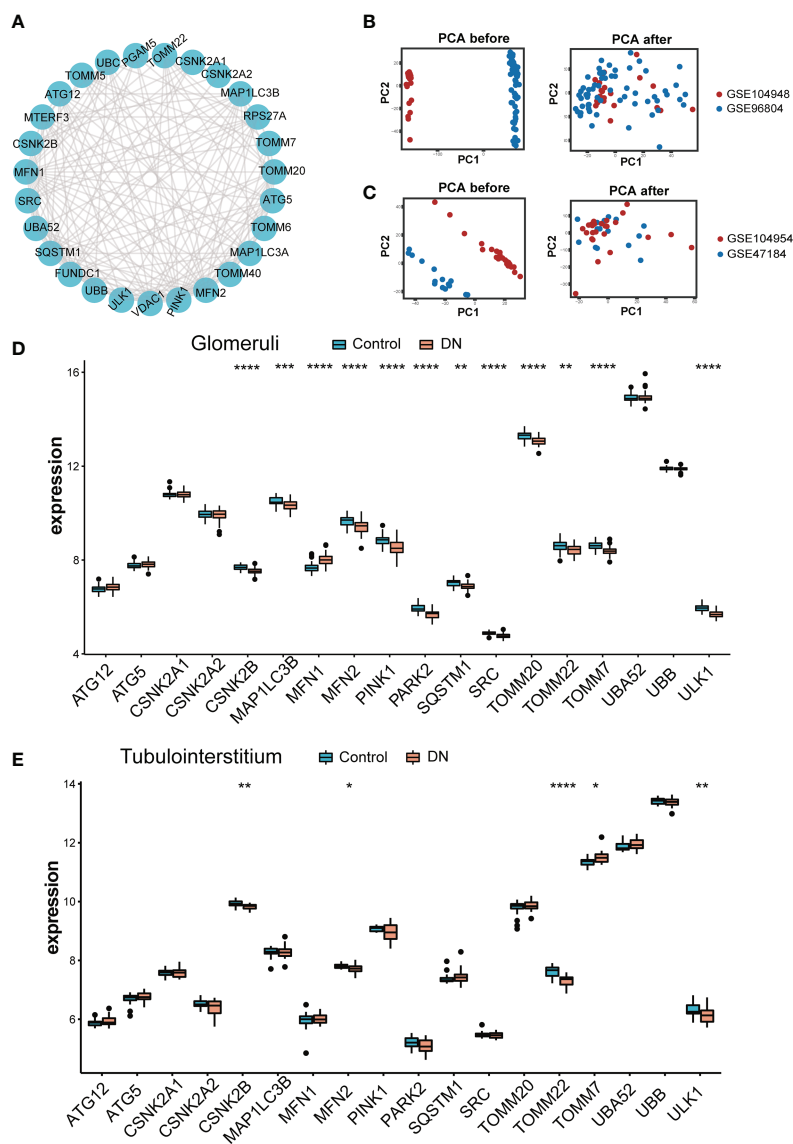 A
PGAM5
TOMM22
UBC
CSNK2A1
TOMM5
CSNK2A2
ATG12
MAP1LC3B
MTERF3
RPS27A
CSNK2B
TOMM7
MFN1
TOMM20
SRC
ATG5
UBA52
TOMM6
SQSTM1
MAP1LC3A
FUNDC1
TOMM40
UBB
MFN2
ULK1
VDAC1
PINK1
B
PCA before
PCA after
PC2
PC2
PC1
PC1
GSE104948
GSE96804
C
PCA before
PCA after
PC2
PC2
PC1
PC1
GSE104954
GSE47184
D
Glomeruli
Control
DN
**** *** **** **** **** **** ** **** **** ** **** ****
16
12
8
4
expression
ATG12
ATG5
CSNK2A1
CSNK2A2
CSNK2B
MAP1LC3B
MFN1
MFN2
PINK1
PARK2
SQSTM1
SRC
TOMM20
TOMM22
TOMM7
UBA52
UBB
ULK1
E
Tubulointerstitium
Control
DN
** * **** * **
14
12
10
8
6
expression
ATG12
ATG5
CSNK2A1
CSNK2A2
CSNK2B
MAP1LC3B
MFN1
MFN2
PINK1
PARK2
SQSTM1
SRC
TOMM20
TOMM22
TOMM7
UBA52
UBB
ULK1